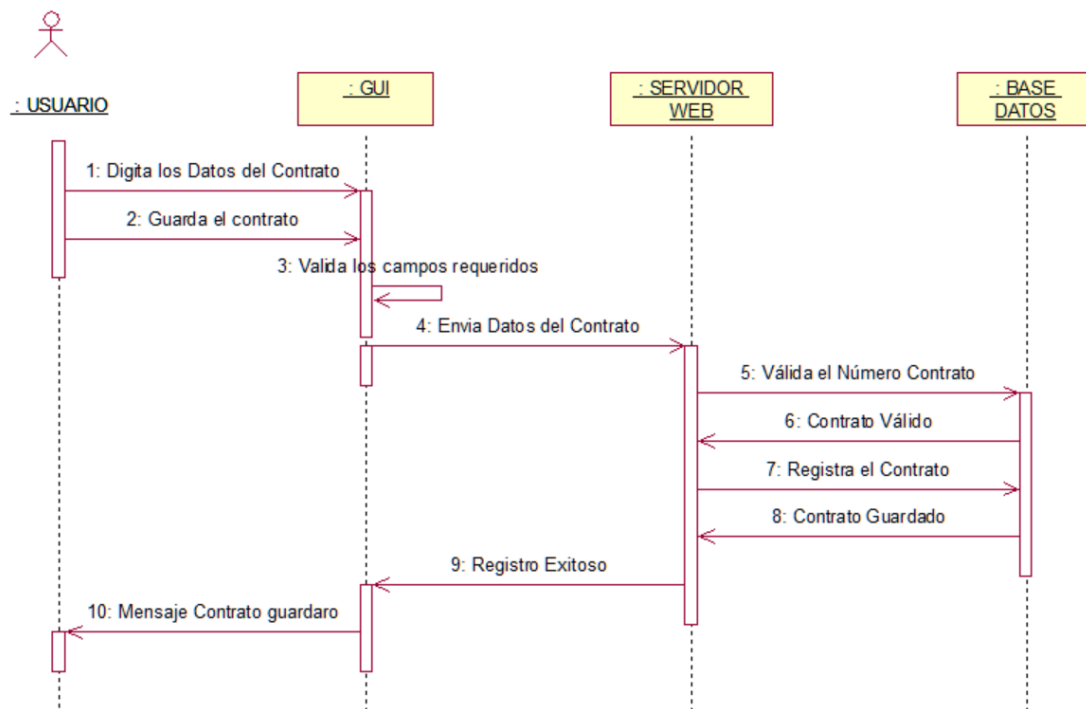 : USUARIO
: GUI
: SERVIDOR
WEB
: BASE
DATOS
1: Digita los Datos del Contrato
2: Guarda el contrato
3: Valida los campos requeridos
4: Envia Datos del Contrato
5: Válida el Número Contrato
6: Contrato Válido
7: Registra el Contrato
8: Contrato Guardado
9: Registro Exitoso
10: Mensaje Contrato guardaro